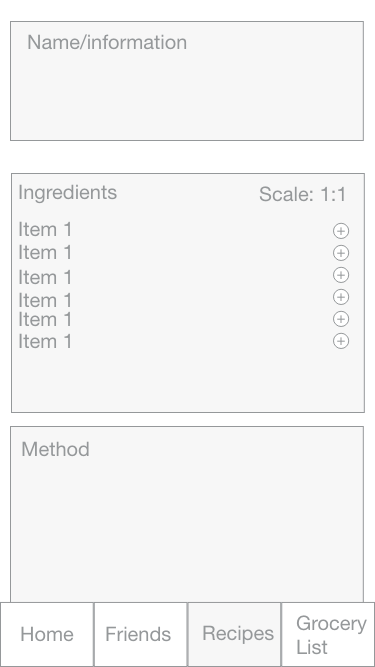 Name/information
Ingredients Scale: 1:1
Item 1
Item 1
Item 1
Item 1
Item 1
Item 1
Method
Home Friends Recipes Grocery
List